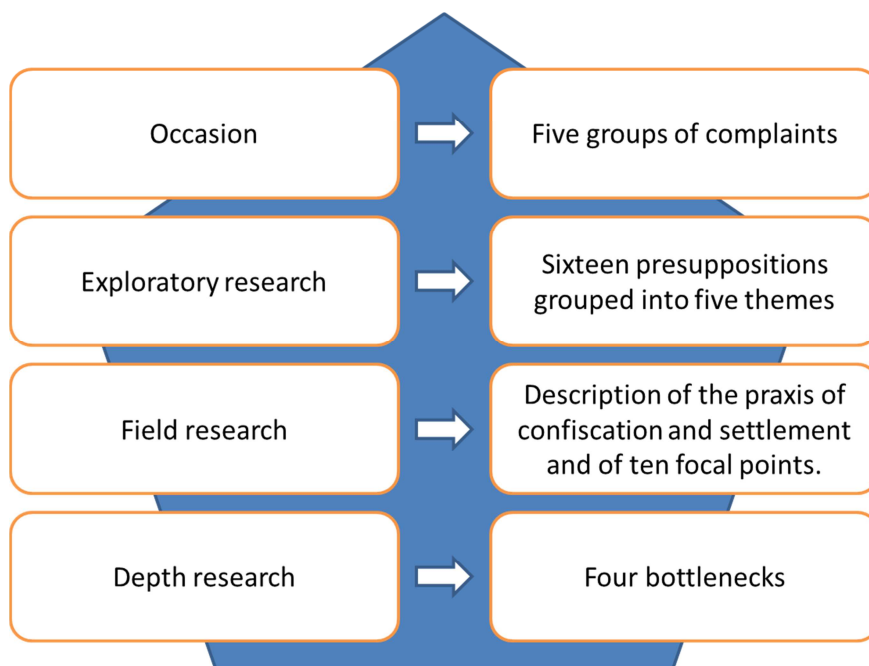 Occasion
Five groups of complaints
Exploratory research
Sixteen presuppositions
grouped into five themes
Field research
Description of the praxis of
confiscation and settlement
and of ten focal points.
Depth research
Four bottlenecks